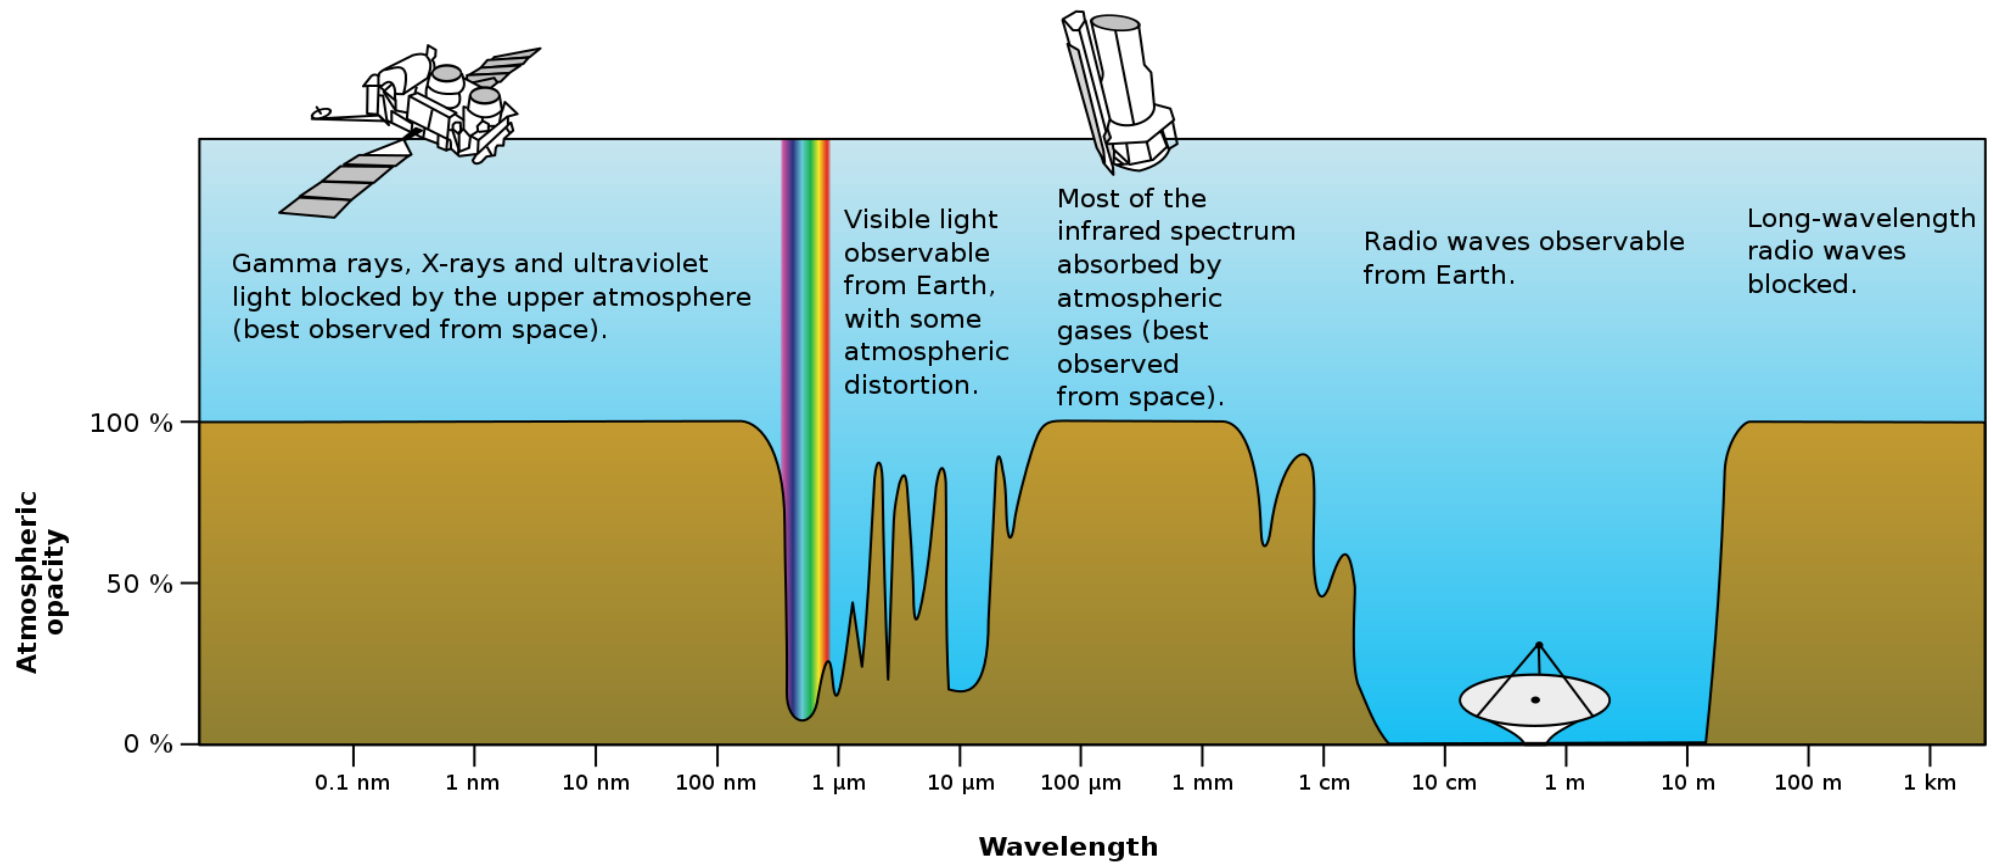 Gamma rays, X-rays and ultraviolet
light blocked by the upper atmosphere
(best observed from space).
Visible light
observable
from Earth,
with some
atmospheric
distortion.
Most of the
infrared spectrum
absorbed by
atmospheric
gases (best
observed
from space).
Radio waves observable
from Earth.
Long-wavelength
radio waves
blocked.
Atmospheric
opacity
100 %
50 %
0 %
0.1 nm 1 nm 10 nm 100 nm 1 μm 10 μm 100 μm 1 mm 1 cm 10 cm 1 m 10 m 100 m 1 km
Wavelength